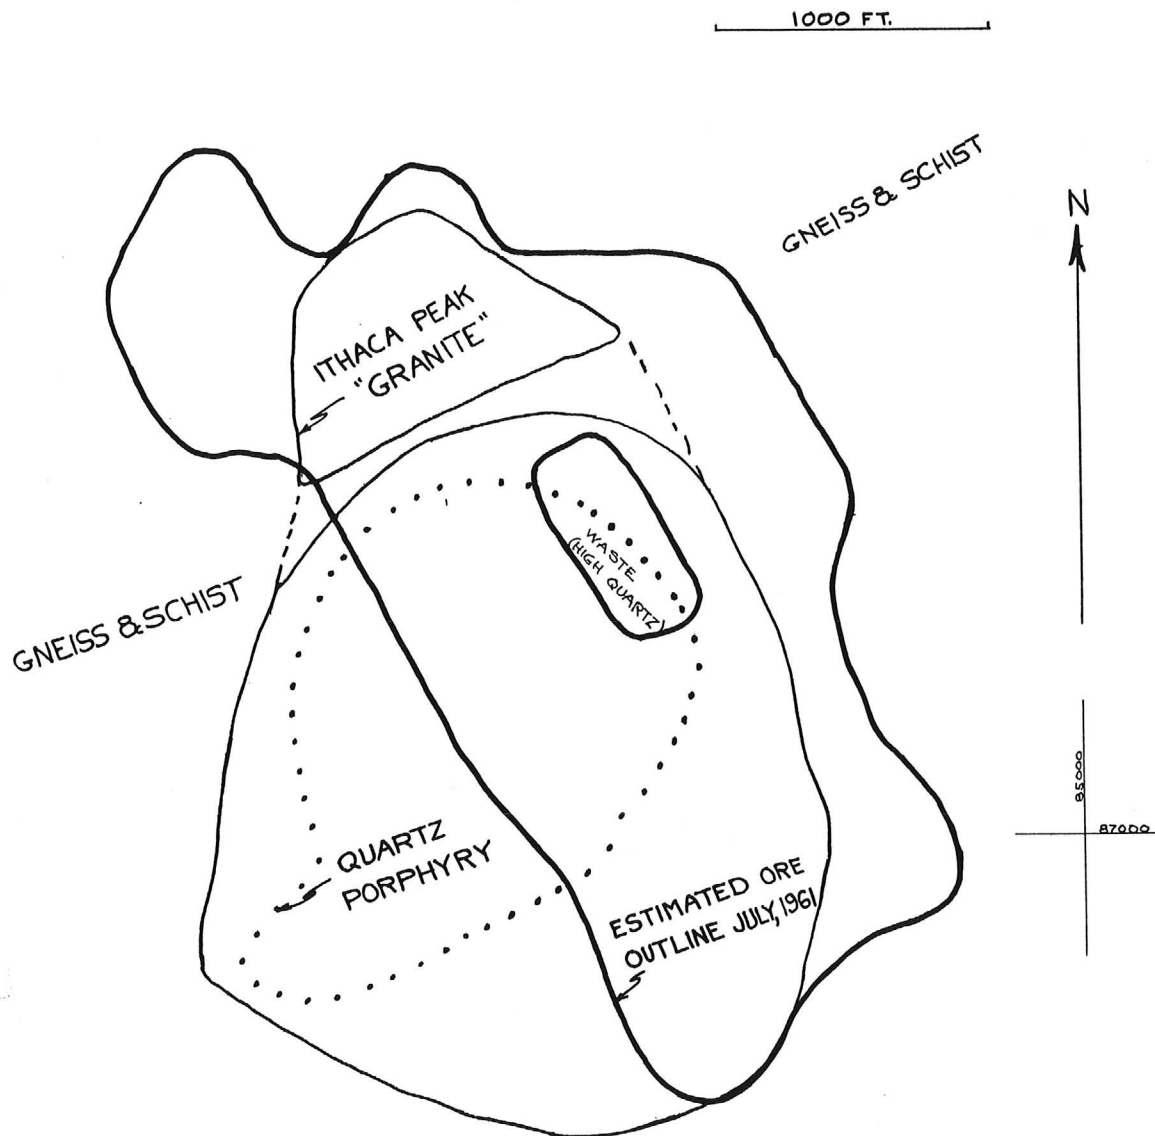 1000 FT.
GNEISS & SCHIST
N
ITHACA PEAK
"GRANITE"
WASTE
(HIGH QUARTZ)
GNEISS & SCHIST
85000
87000
QUARTZ
PORPHYRY
ESTIMATED ORE
OUTLINE JULY, 1961